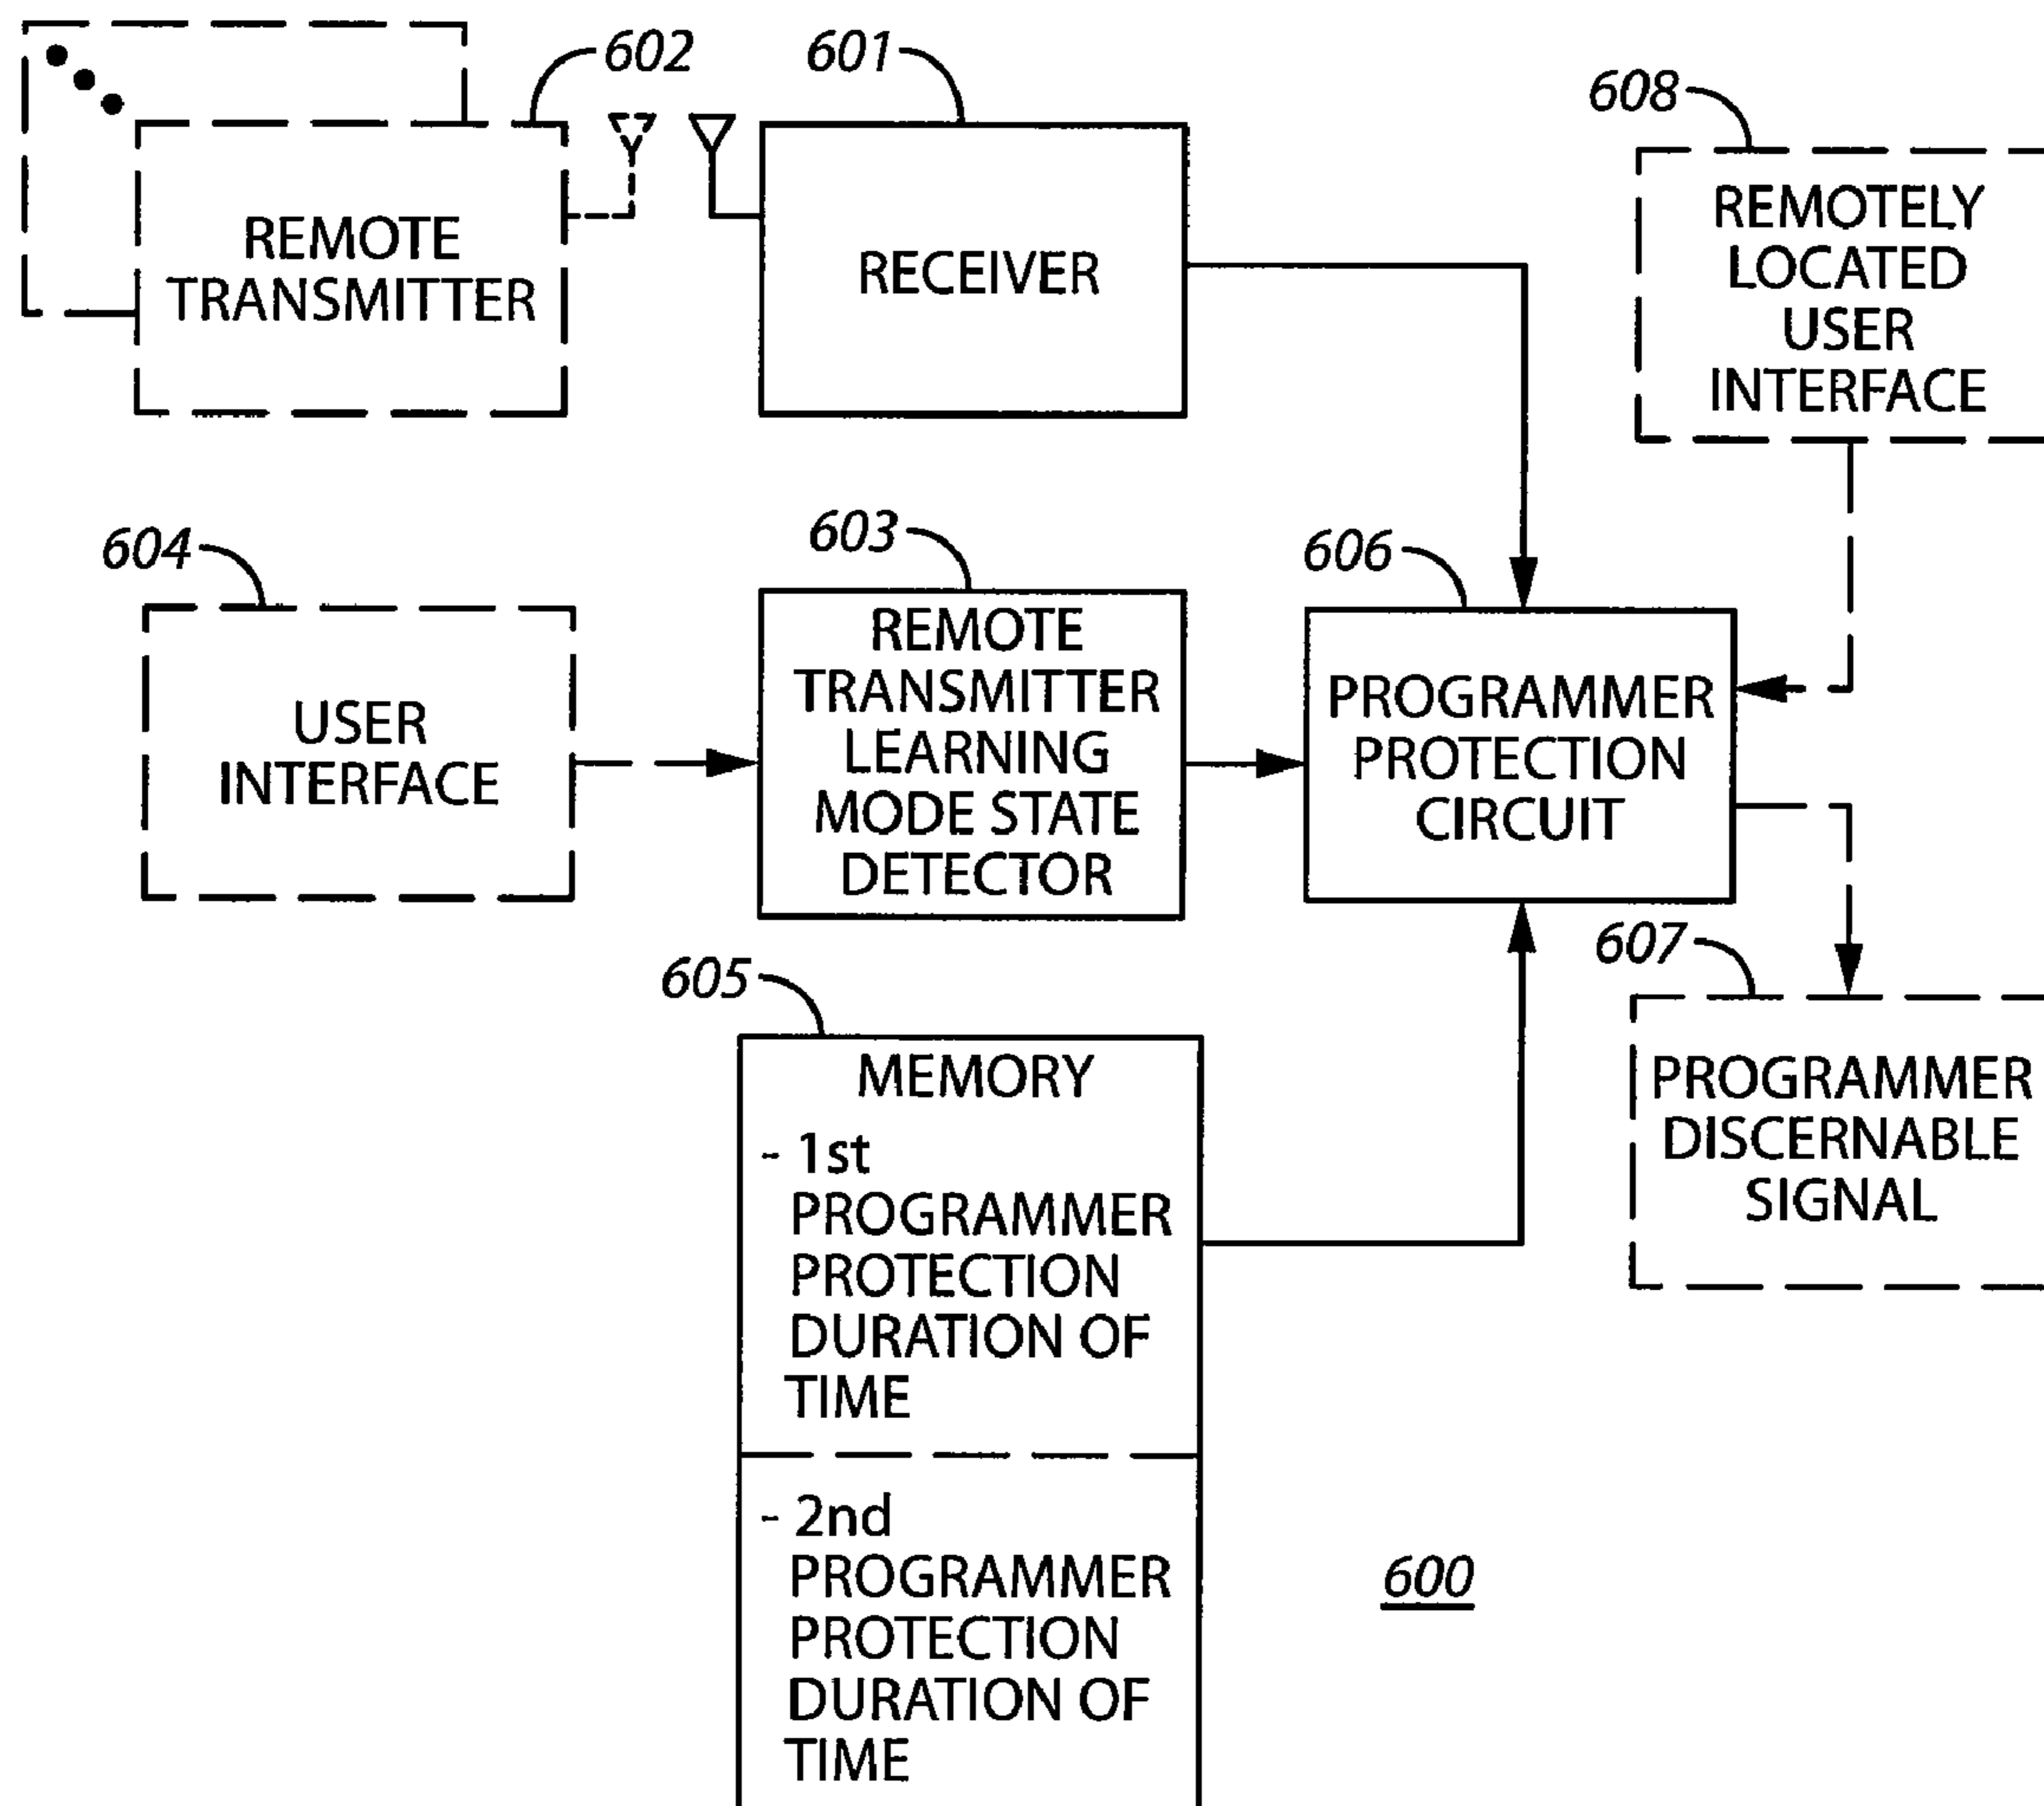 602
601
608
REMOTE
TRANSMITTER
RECEIVER
REMOTELY
LOCATED
USER
INTERFACE
604
603
606
USER
INTERFACE
REMOTE
TRANSMITTER
LEARNING
MODE STATE
DETECTOR
PROGRAMMER
PROTECTION
CIRCUIT
605
607
MEMORY
- 1st
PROGRAMMER
PROTECTION
DURATION OF
TIME
PROGRAMMER
DISCERNABLE
SIGNAL
- 2nd
PROGRAMMER
PROTECTION
DURATION OF
TIME
600